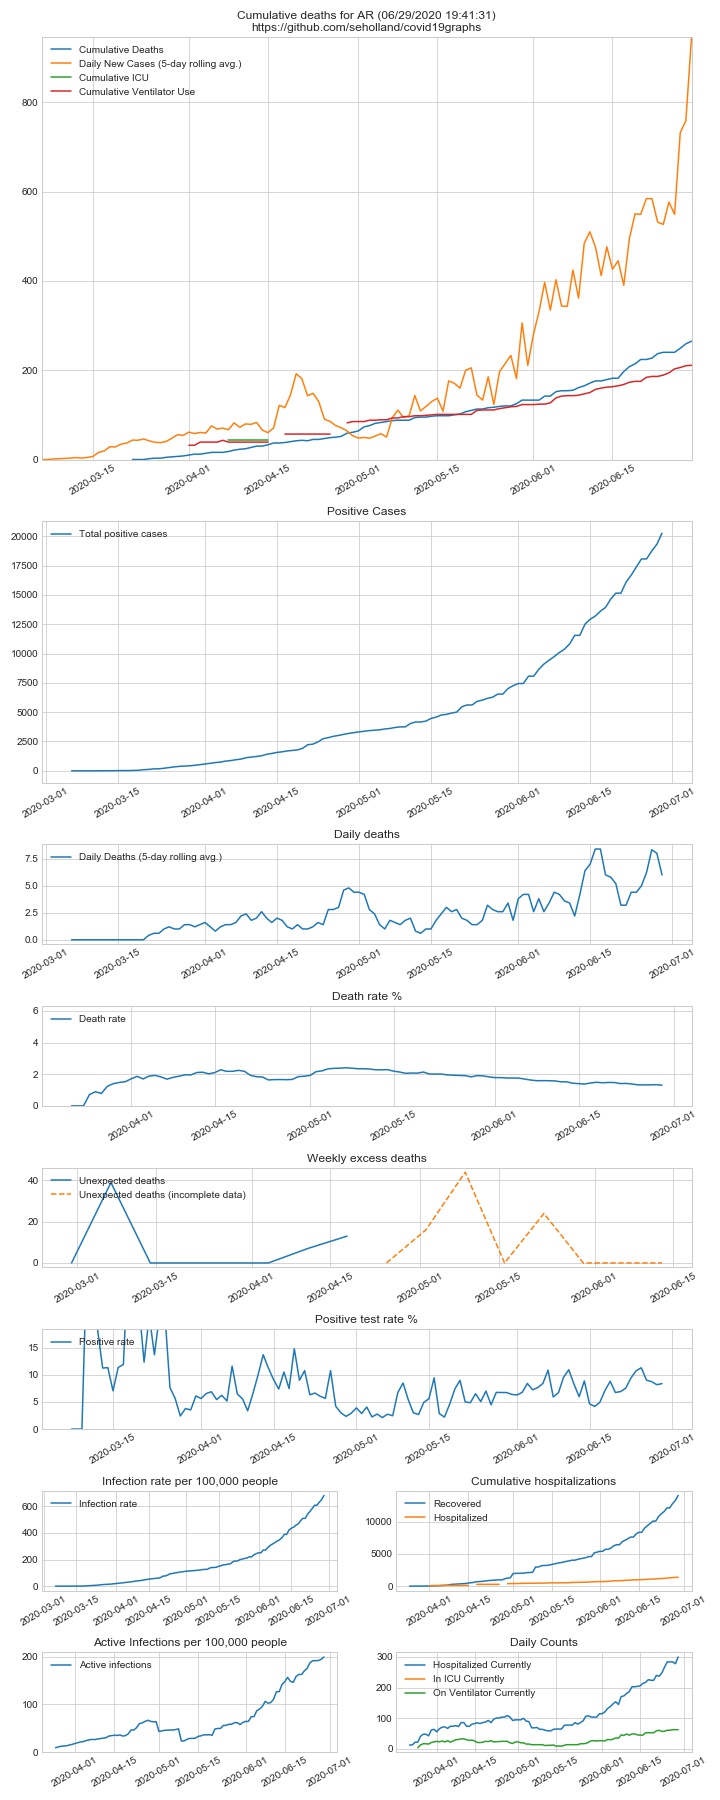 Cumulative deaths for AR (06/29/2020 19:41:31)
https://github.com/seholland/covid19graphs
Cumulative Deaths
Daily New Cases (5-day rolling avg.)
Cumulative ICU
Cumulative Ventilator Use
800
600
400
200
0
2020-03-15 2020-04-01 2020-04-15 2020-05-01 2020-05-15 2020-06-01 2020-06-15
Positive Cases
Total positive cases
20000
17500
15000
12500
10000
7500
5000
2500
0
2020-03-01 2020-03-15 2020-04-01 2020-04-15 2020-05-01 2020-05-15 2020-06-01 2020-06-15 2020-07-01
Daily deaths
Daily Deaths (5-day rolling avg.)
7.5
5.0
2.5
0.0
2020-03-01 2020-03-15 2020-04-01 2020-04-15 2020-05-01 2020-05-15 2020-06-01 2020-06-15 2020-07-01
Death rate %
Death rate
6
4
2
0
2020-04-01 2020-04-15 2020-05-01 2020-05-15 2020-06-01 2020-06-15 2020-07-01
Weekly excess deaths
Unexpected deaths
Unexpected deaths (incomplete data)
40
20
0
2020-03-01 2020-03-15 2020-04-01 2020-04-15 2020-05-01 2020-05-15 2020-06-01 2020-06-15
Positive test rate %
Positive rate
15
10
5
0
2020-03-15 2020-04-01 2020-04-15 2020-05-01 2020-05-15 2020-06-01 2020-06-15 2020-07-01
Infection rate per 100,000 people
Infection rate
600
400
200
0
2020-03-01 2020-03-15 2020-04-01 2020-04-15 2020-05-01 2020-05-15 2020-06-01 2020-06-15 2020-07-01
Cumulative hospitalizations
Recovered
Hospitalized
10000
5000
0
2020-04-01 2020-04-15 2020-05-01 2020-05-15 2020-06-01 2020-06-15 2020-07-01
Active Infections per 100,000 people
Active infections
200
100
0
2020-04-01 2020-04-15 2020-05-01 2020-05-15 2020-06-01 2020-06-15 2020-07-01
Daily Counts
Hospitalized Currently
In ICU Currently
On Ventilator Currently
300
200
100
0
2020-04-01 2020-04-15 2020-05-01 2020-05-15 2020-06-01 2020-06-15 2020-07-01